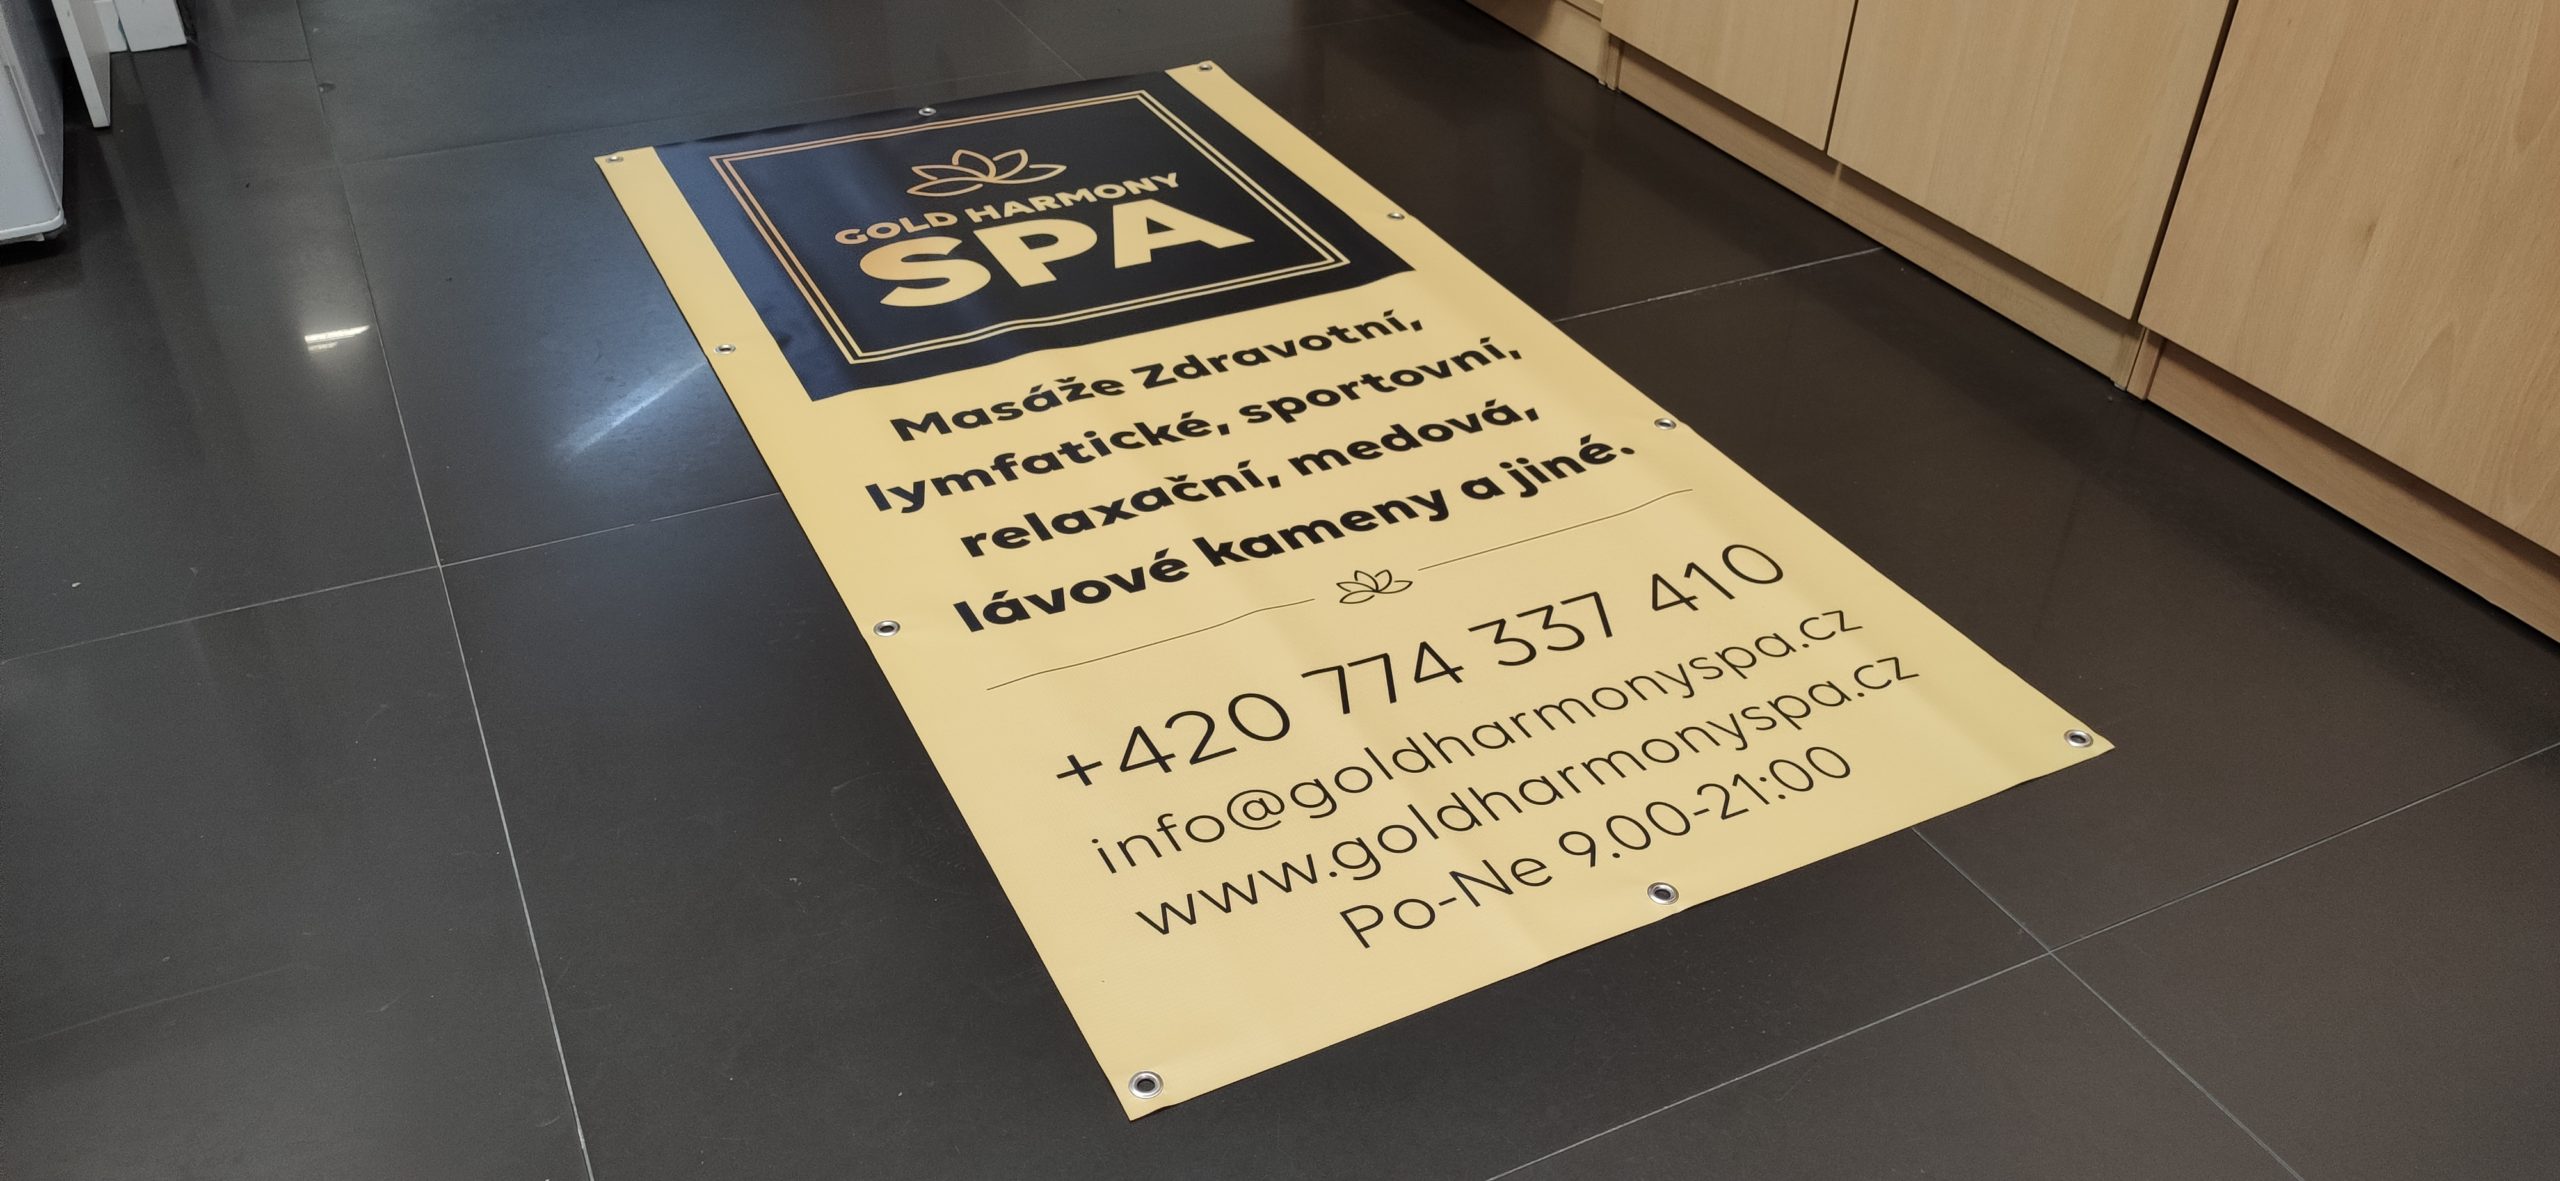 GOLD HARMONY
SPA
Masáže Zdravotní,
lymfatické, sportovní,
relaxační, medová,
lávové kameny a jiné.
+420 774 337 410
info@goldharmonyspa.cz
www.goldharmonyspa.cz
Po-Ne 9.00-21:00